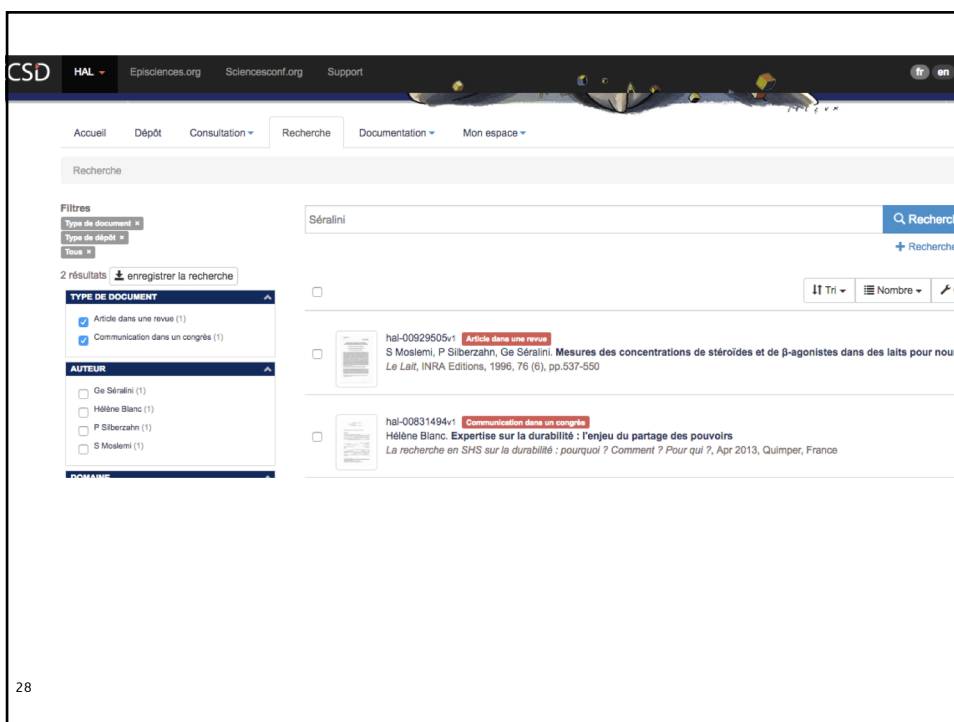 CSD HAL Episciences.org Sciencesconf.org Support fr en
Accueil Dépôt Consultation Recherche Documentation Mon espace
Recherche
Filtres
Type de document ×
Type de dépôt ×
Tous ×
2 résultats enregistrer la recherche
TYPE DE DOCUMENT
Article dans une revue (1)
Communication dans un congrès (1)
AUTEUR
Ge Séralini (1)
Hélène Blanc (1)
P Silberzahn (1)
S Moslemi (1)
DOMAINE
Séralini Recherch
+ Recherche
Tri Nombre
hal-00929505v1 Article dans une revue
S Moslemi, P Silberzahn, Ge Séralini. Mesures des concentrations de stéroïdes et de β-agonistes dans des laits pour nour
Le Lait, INRA Editions, 1996, 76 (6), pp.537-550
hal-00831494v1 Communication dans un congrès
Hélène Blanc. Expertise sur la durabilité : l'enjeu du partage des pouvoirs
La recherche en SHS sur la durabilité : pourquoi ? Comment ? Pour qui ?, Apr 2013, Quimper, France
28